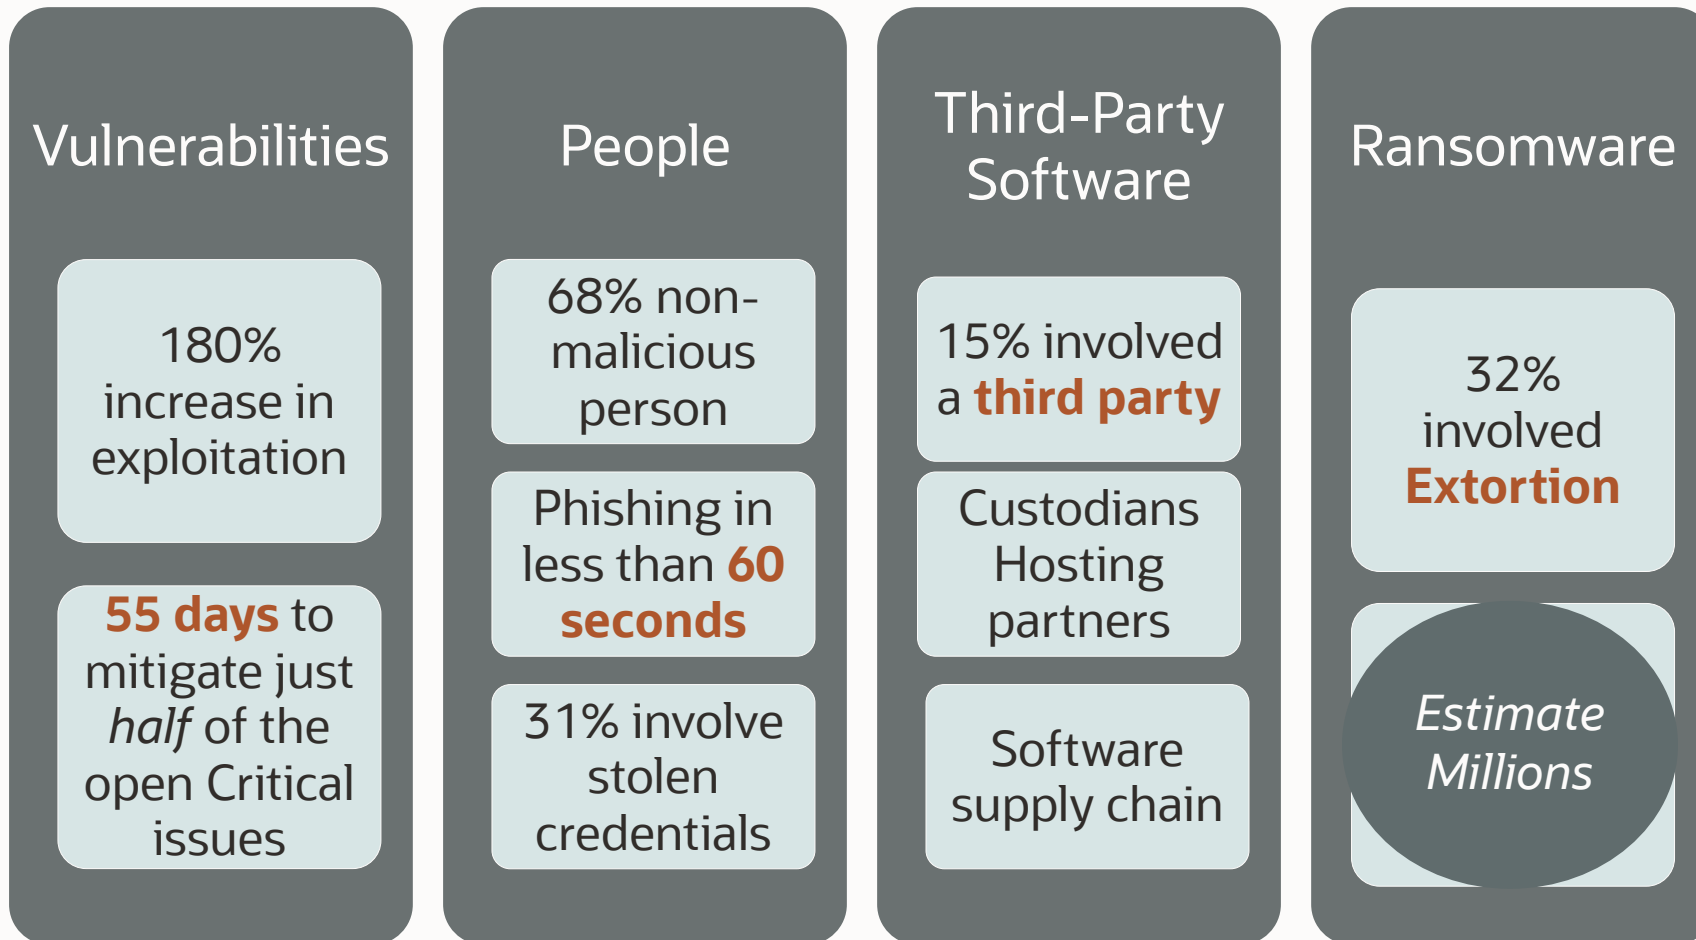 Vulnerabilities
180%
increase in
exploitation
55 days to
mitigate just
half of the
open Critical
issues
People
68% non-
malicious
person
Phishing in
less than 60
seconds
31% involve
stolen
credentials
Third-Party
Software
15% involved
a third party
Custodians
Hosting
partners
Software
supply chain
Ransomware
32%
involved
Extortion
Estimate
Millions